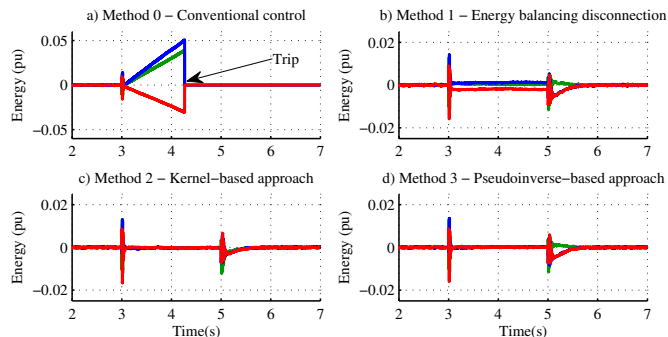 a) Method 0 − Conventional control
Energy (pu)
0.05
0
−0.05
Trip
2 3 4 5 6 7
b) Method 1 − Energy balancing disconnection
Energy (pu)
0.02
0
−0.02
2 3 4 5 6 7
c) Method 2 − Kernel-based approach
Energy (pu)
0.02
0
−0.02
2 3 4 5 6 7
Time(s)
d) Method 3 − Pseudoinverse-based approach
Energy (pu)
0.02
0
−0.02
2 3 4 5 6 7
Time(s)